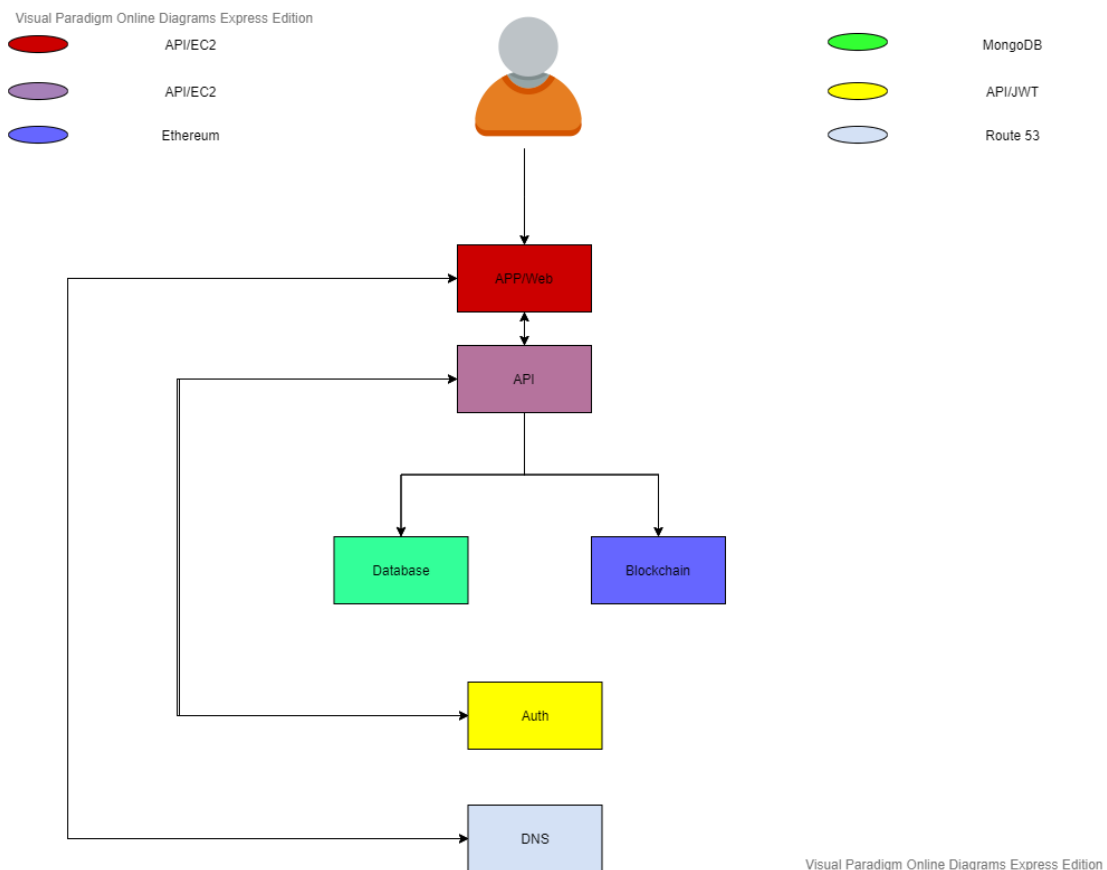 Visual Paradigm Online Diagrams Express Edition
API/EC2
MongoDB
API/EC2
API/JWT
Ethereum
Route 53
APP/Web
API
Database
Blockchain
Auth
DNS
Visual Paradigm Online Diagrams Express Edition